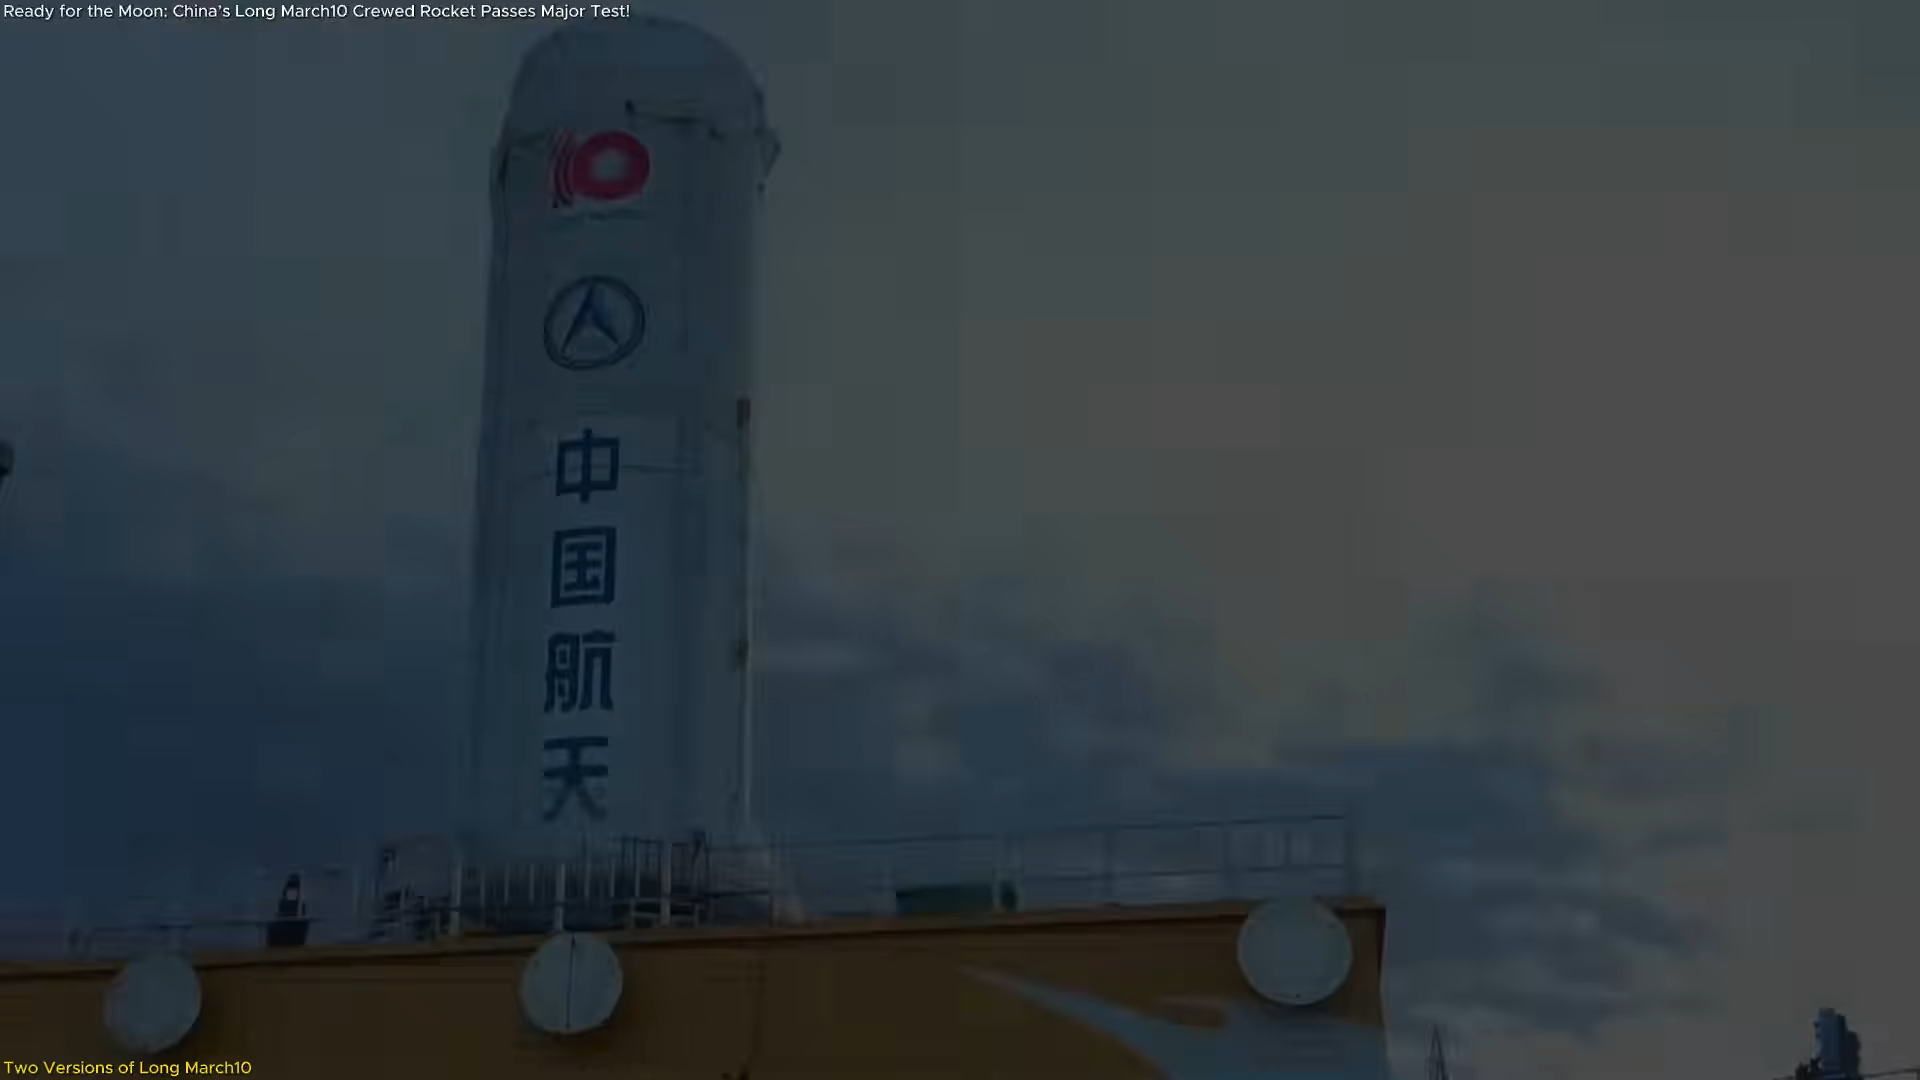 Ready for the Moon: China's Long March10 Crewed Rocket Passes Major Test!
10
中
国
航
天
Two Versions of Long March10